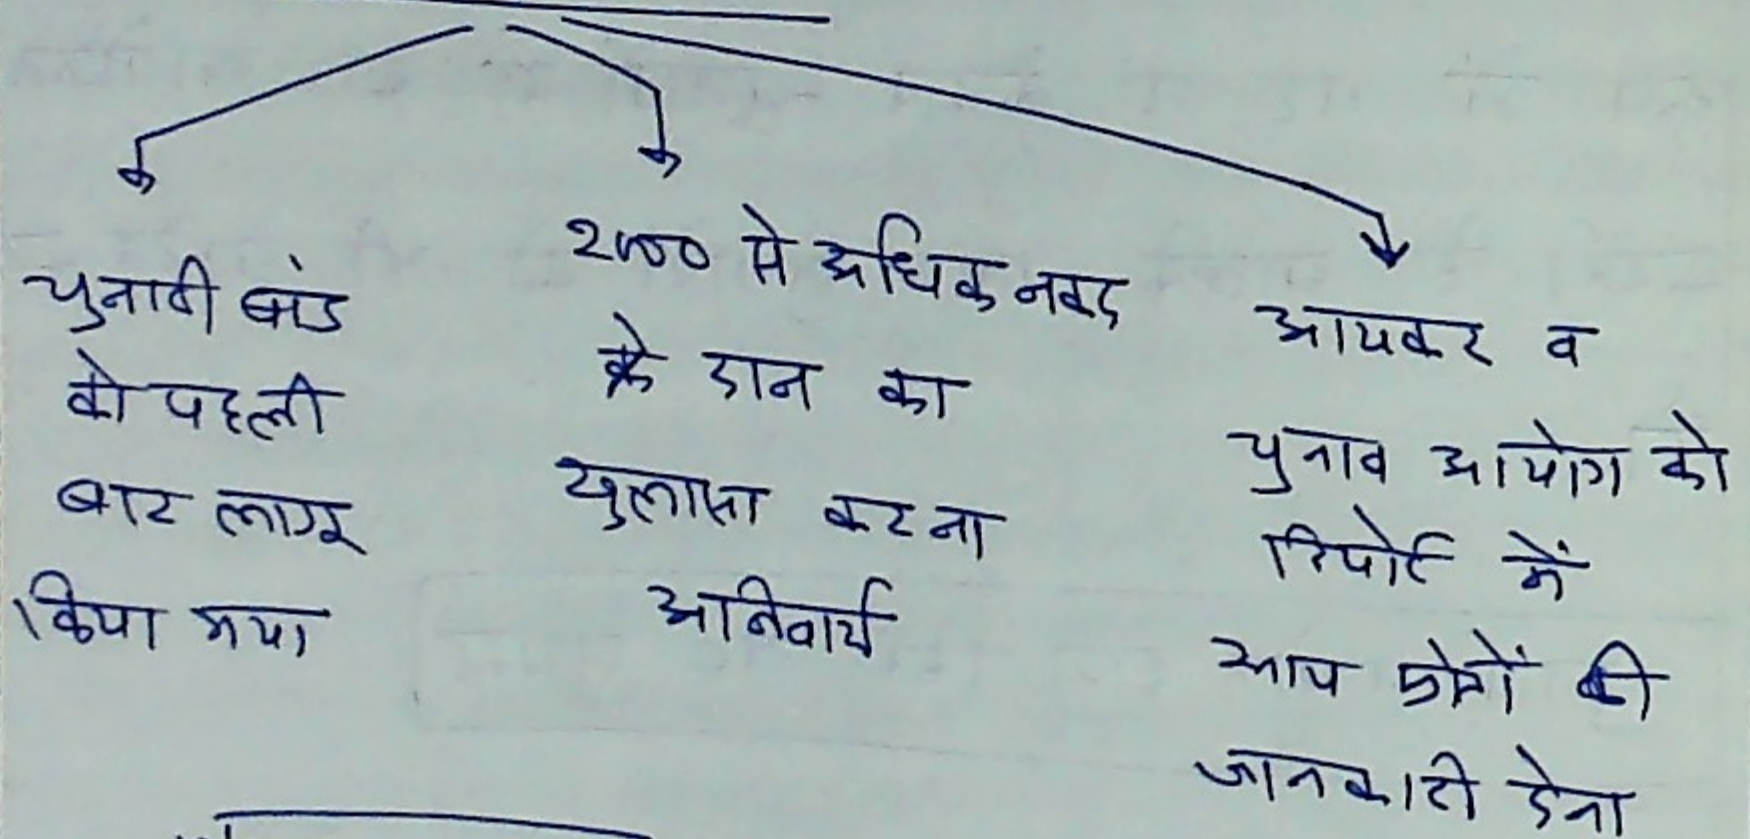 चुनावी बांड
को पहली
बार लागू
किया गया
2000 से अधिक नकद
के दान का
खुलासा करना
अनिवार्य
आयकर व
चुनाव आयोग को
रिपोर्ट में
आय स्रोतों की
जानकारी देना